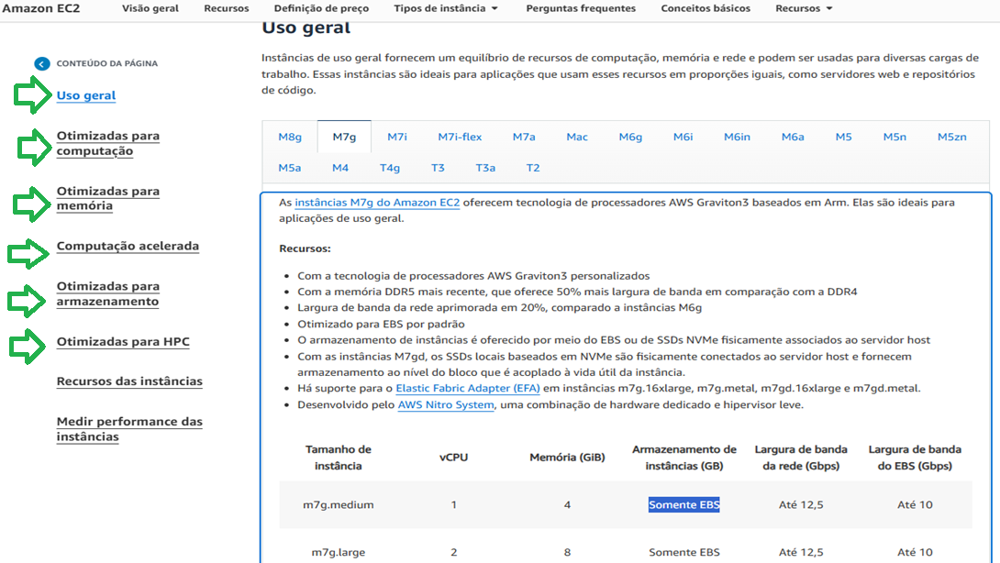 Amazon EC2 Visão geral Recursos Definição de preço Tipos de instância Perguntas frequentes Conceitos básicos Recursos
CONTEÚDO DA PÁGINA
Uso geral
Otimizadas para
computação
Otimizadas para
memória
Computação acelerada
Otimizadas para
armazenamento
Otimizadas para HPC
Recursos das instâncias
Medir performance das
instâncias
Uso geral
Instâncias de uso geral fornecem um equilíbrio de recursos de computação, memória e rede e podem ser usadas para diversas cargas de
trabalho. Essas instâncias são ideais para aplicações que usam esses recursos em proporções iguais, como servidores web e repositórios
de código.
M8g M7g M7i M7i-flex M7a Mac M6g M6i M6in M6a M5 M5n M5zn
M5a M4 T4g T3 T3a T2
As instâncias M7g do Amazon EC2 oferecem tecnologia de processadores AWS Graviton3 baseados em Arm. Elas são ideais para
aplicações de uso geral.
Recursos:
• Com a tecnologia de processadores AWS Graviton3 personalizados
• Com a memória DDR5 mais recente, que oferece 50% mais largura de banda em comparação com a DDR4
• Largura de banda da rede aprimorada em 20%, comparado a instâncias M6g
• Otimizado para EBS por padrão
• O armazenamento de instâncias é oferecido por meio do EBS ou de SSDs NVMe fisicamente associados ao servidor host
• Com as instâncias M7gd, os SSDs locais baseados em NVMe são fisicamente conectados ao servidor host e fornecem
armazenamento ao nível do bloco que é acoplado à vida útil da instância.
• Há suporte para o Elastic Fabric Adapter (EFA) em instâncias m7g.16xlarge, m7g.metal, m7gd.16xlarge e m7gd.metal.
• Desenvolvido pelo AWS Nitro System, uma combinação de hardware dedicado e hipervisor leve.
Tamanho de instância vCPU Memória (GiB) Armazenamento de instâncias (GB) Largura de banda da rede (Gbps) Largura de banda do EBS (Gbps)
m7g.medium 1 4 Somente EBS Até 12,5 Até 10
m7g.large 2 8 Somente EBS Até 12,5 Até 10